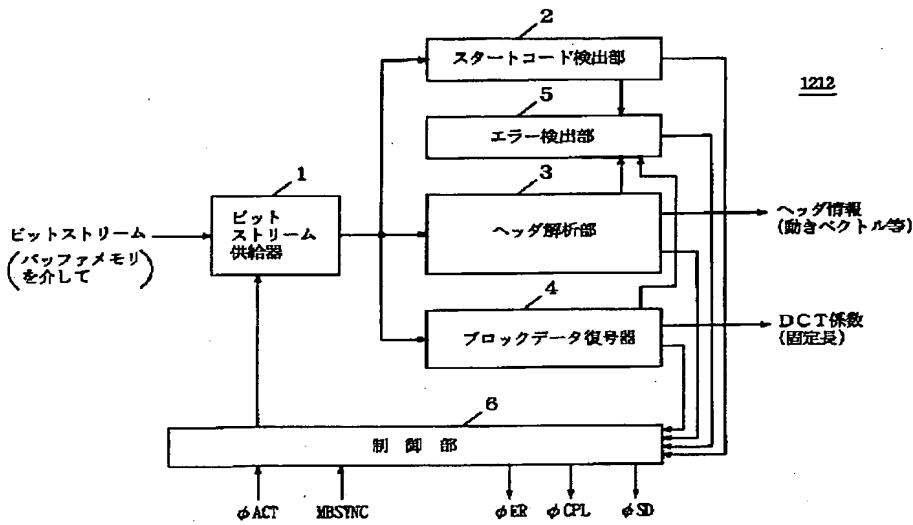 2
スタートコード検出部
1212
5
エラー検出部
1
3
ビット
ストリーム
供給器
ヘッダ解析部
ヘッダ情報
(動きベクトル等)
ビットストリーム
(バッファメモリ
を介して)
4
ブロックデータ復号器
DCT係数
(固定長)
6
制御部
φACT
MBSYNC
φER
φCPL
φSD